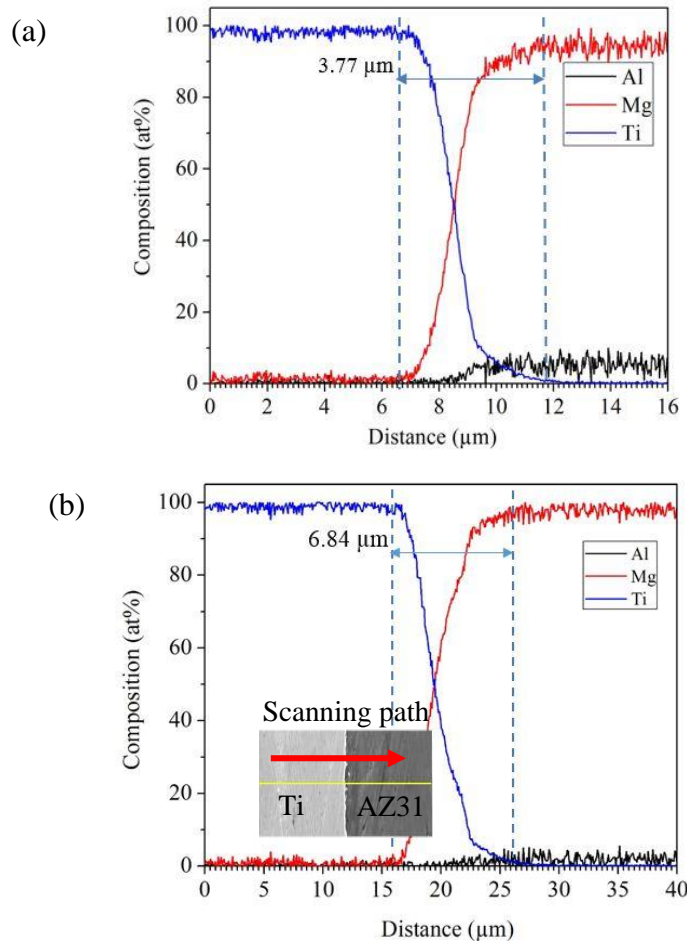 (a)
100
80
60
40
20
0
Composition (at%)
3.77 µm
Al
Mg
Ti
0 2 4 6 8 10 12 14 16
Distance (µm)
(b)
100
80
60
40
20
0
Composition (at%)
6.84 µm
Al
Mg
Ti
Scanning path
Ti AZ31
0 5 10 15 20 25 30 35 40
Distance (µm)